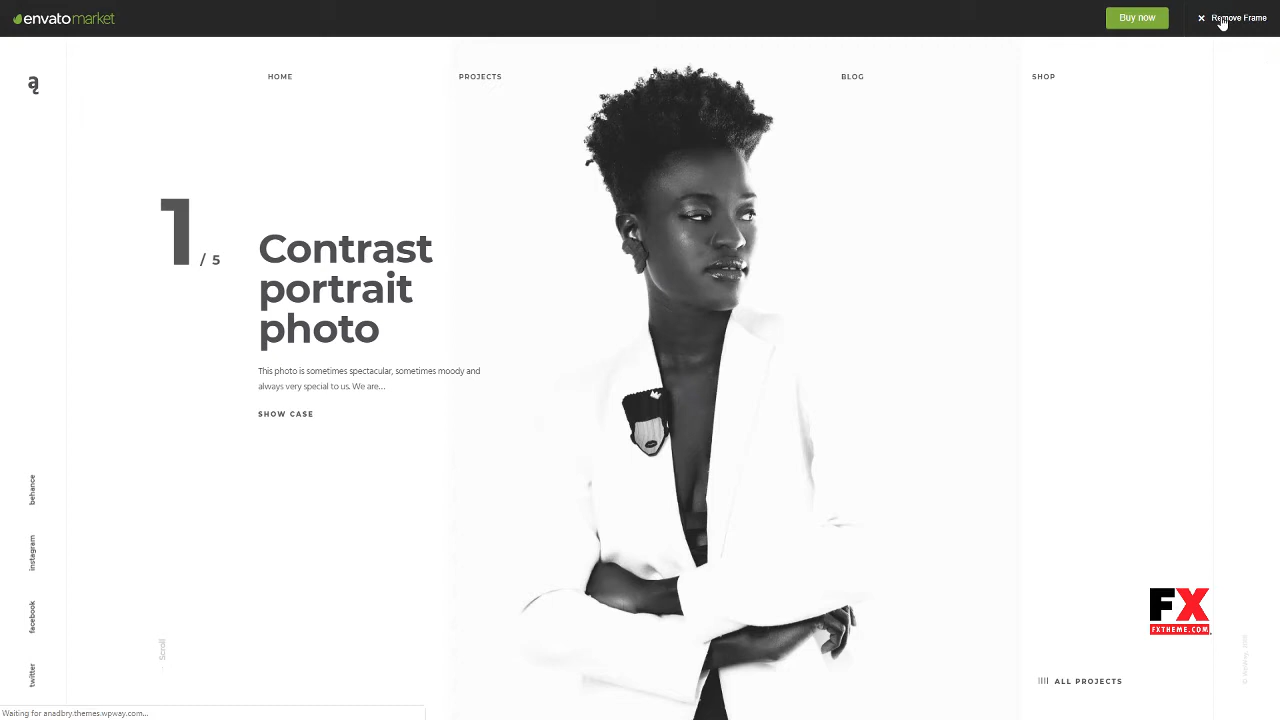 envatomarket
Buy now
× Remove Frame
ą
HOME
PROJECTS
BLOG
SHOP
1 / 5
Contrast
portrait
photo
This photo is sometimes spectacular, sometimes moody and
always very special to us. We are...
SHOW CASE
behance
instagram
facebook
twitter
Scroll
FX
FXTHEME.COM
ALL PROJECTS
Waiting for anadbry.themes.wpway.com...